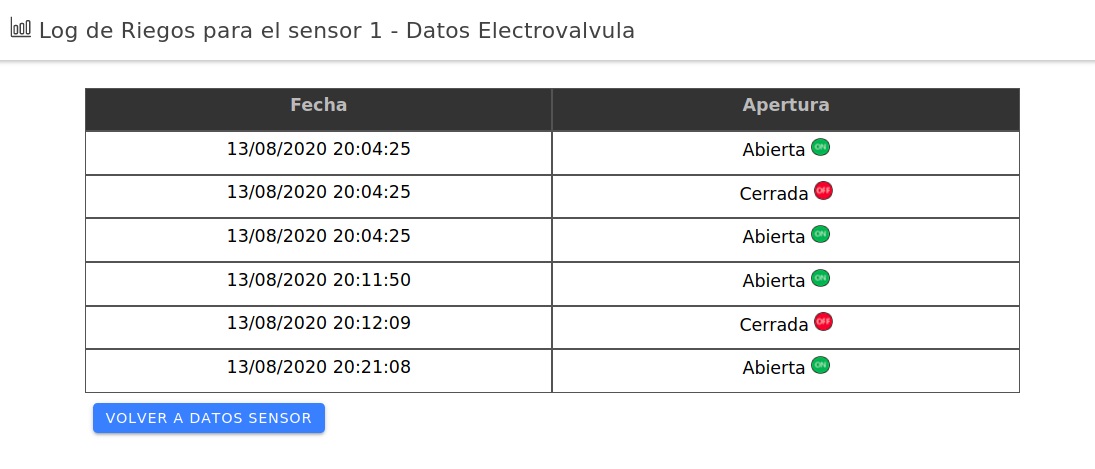 Log de Riegos para el sensor 1 - Datos Electrovalvula
Fecha Apertura
13/08/2020 20:04:25 Abierta ON
13/08/2020 20:04:25 Cerrada OFF
13/08/2020 20:04:25 Abierta ON
13/08/2020 20:11:50 Abierta ON
13/08/2020 20:12:09 Cerrada OFF
13/08/2020 20:21:08 Abierta ON
VOLVER A DATOS SENSOR